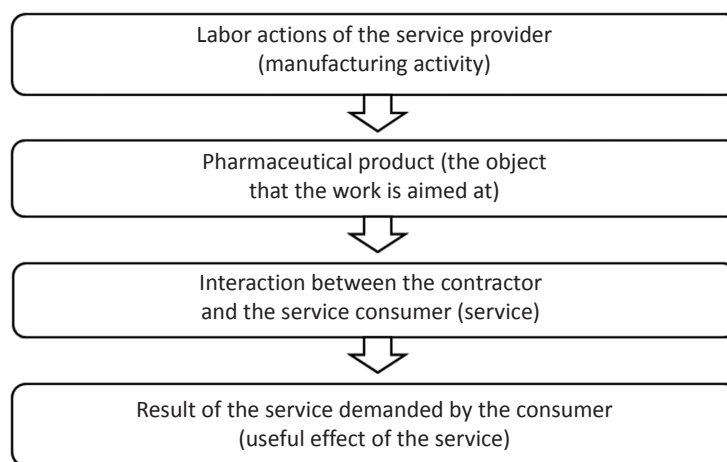 Labor actions of the service provider
(manufacturing activity)
Pharmaceutical product (the object
that the work is aimed at)
Interaction between the contractor
and the service consumer (service)
Result of the service demanded by the consumer
(useful effect of the service)